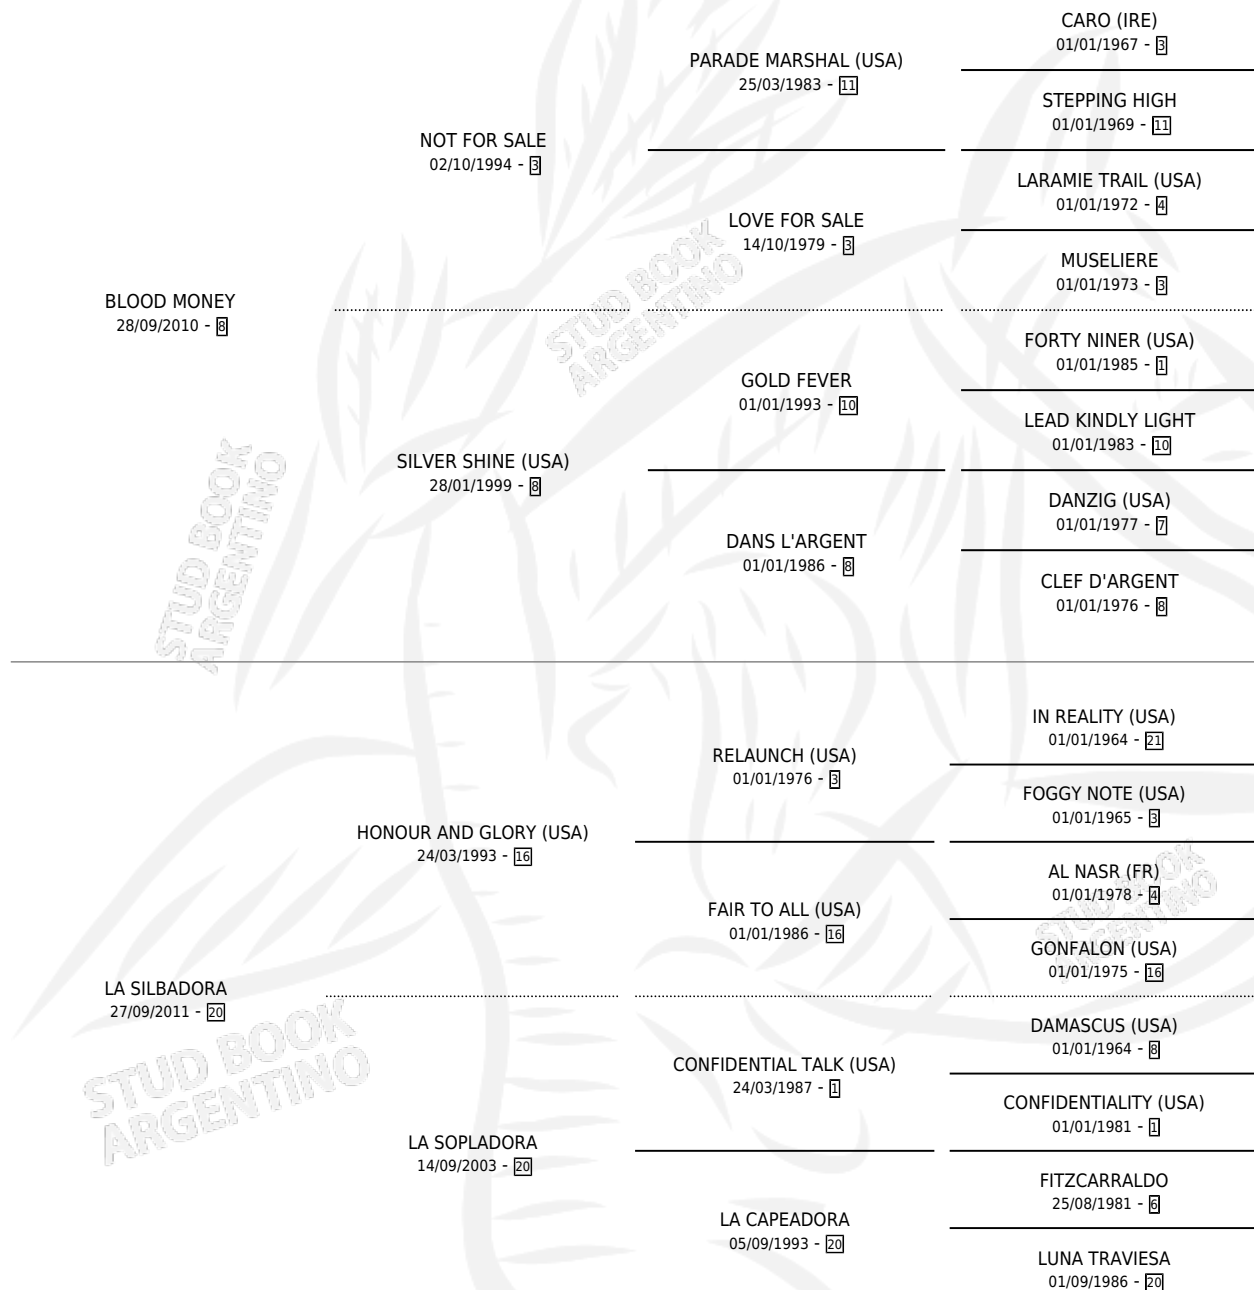 CARO (IRE)
01/01/1967 - 3
PARADE MARSHAL (USA)
25/03/1983 - 11
STEPPING HIGH
01/01/1969 - 11
NOT FOR SALE
02/10/1994 - 3
LARAMIE TRAIL (USA)
01/01/1972 - 4
LOVE FOR SALE
14/10/1979 - 3
MUSELIERE
01/01/1973 - 3
BLOOD MONEY
28/09/2010 - 8
FORTY NINER (USA)
01/01/1985 - 1
GOLD FEVER
01/01/1993 - 10
LEAD KINDLY LIGHT
01/01/1983 - 10
SILVER SHINE (USA)
28/01/1999 - 8
DANZIG (USA)
01/01/1977 - 7
DANS L'ARGENT
01/01/1986 - 8
CLEF D'ARGENT
01/01/1976 - 8
STUD BOOK
ARGENTINO
STUD BOOK
ARGENTINO
IN REALITY (USA)
01/01/1964 - 21
RELAUNCH (USA)
01/01/1976 - 3
FOGGY NOTE (USA)
01/01/1965 - 3
HONOUR AND GLORY (USA)
24/03/1993 - 16
AL NASR (FR)
01/01/1978 - 4
FAIR TO ALL (USA)
01/01/1986 - 16
GONFALON (USA)
01/01/1975 - 16
STUD BOOK
ARGENTINO
LA SILBADORA
27/09/2011 - 20
DAMASCUS (USA)
01/01/1964 - 8
CONFIDENTIAL TALK (USA)
24/03/1987 - 1
CONFIDENTIALITY (USA)
01/01/1981 - 1
STUD BOOK
ARGENTINO
LA SOPLADORA
14/09/2003 - 20
FITZCARRALDO
25/08/1981 - 6
LA CAPEADORA
05/09/1993 - 20
LUNA TRAVIESA
01/09/1986 - 20